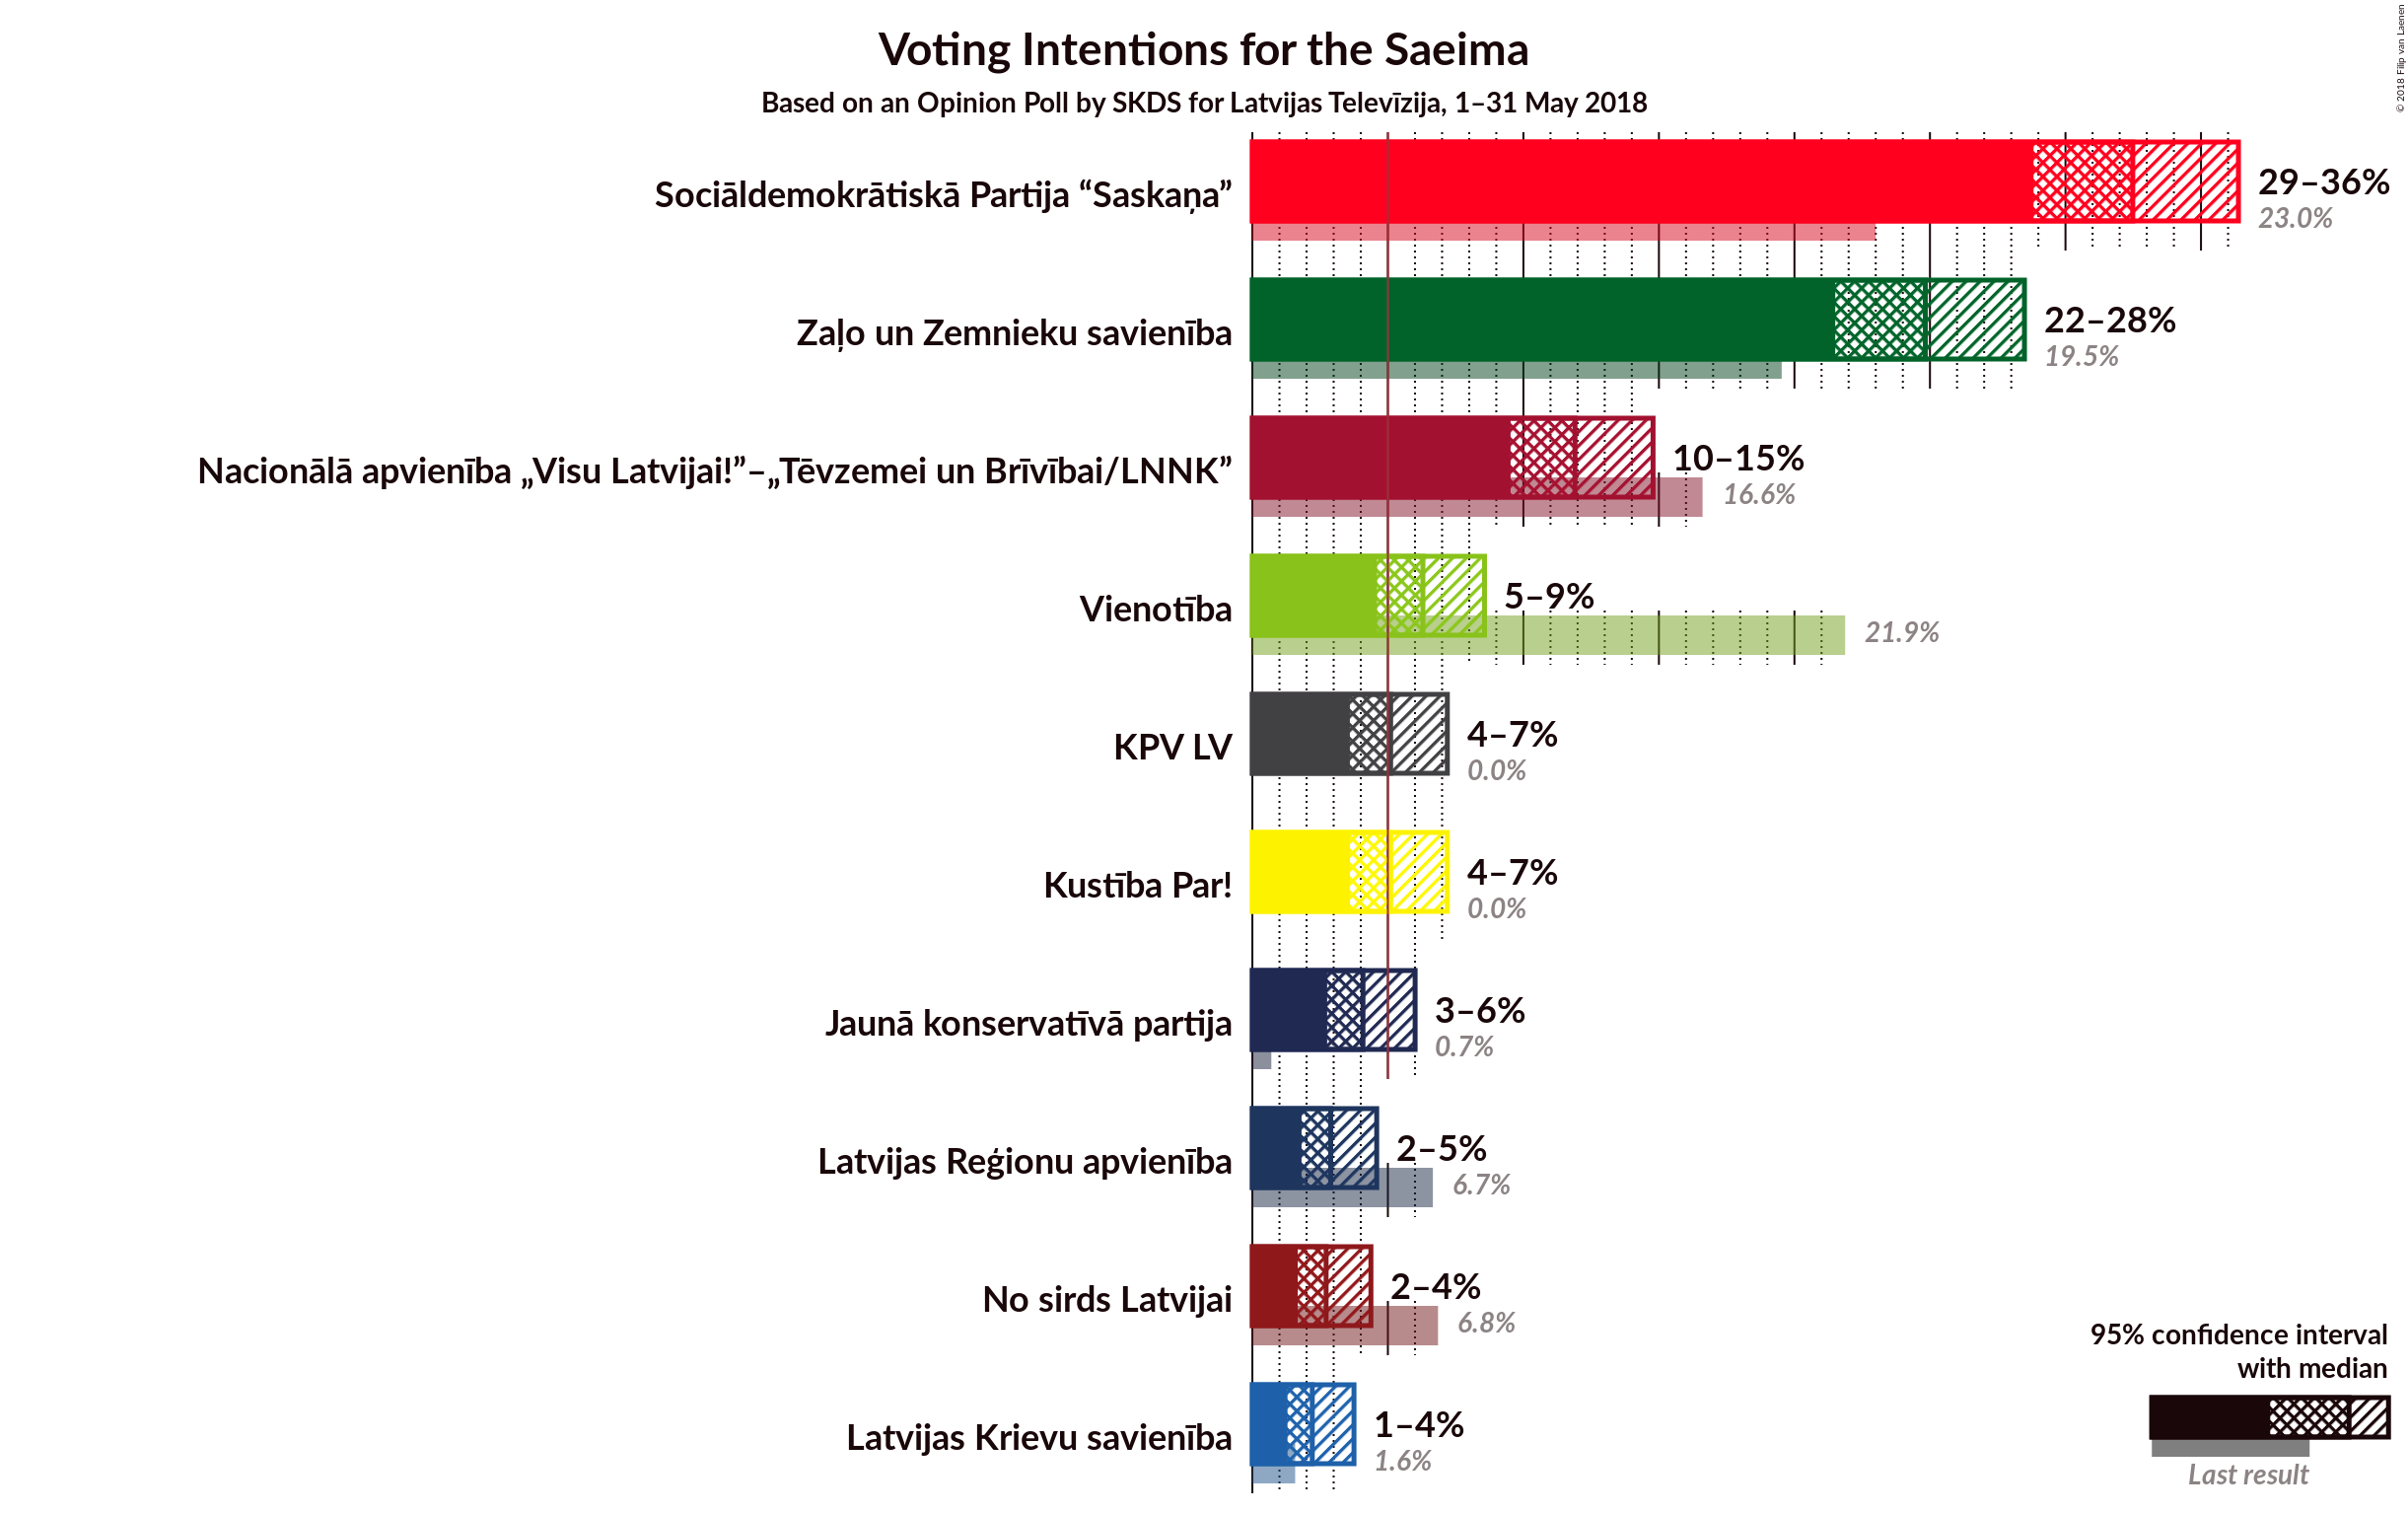 Voting Intentions for the Saeima
Based on an Opinion Poll by SKDS for Latvijas Televīzija, 1–31 May 2018
© 2018 Filip van Laenen
Sociāldemokrātiskā Partija “Saskaņa”
29–36%
23.0%
Zaļo un Zemnieku savienība
22–28%
19.5%
Nacionālā apvienība „Visu Latvijai!”–„Tēvzemei un Brīvībai/LNNK”
10–15%
16.6%
Vienotība
5–9%
21.9%
KPV LV
4–7%
0.0%
Kustība Par!
4–7%
0.0%
Jaunā konservatīvā partija
3–6%
0.7%
Latvijas Reģionu apvienība
2–5%
6.7%
No sirds Latvijai
2–4%
6.8%
Latvijas Krievu savienība
1–4%
1.6%
95% confidence interval
with median
Last result